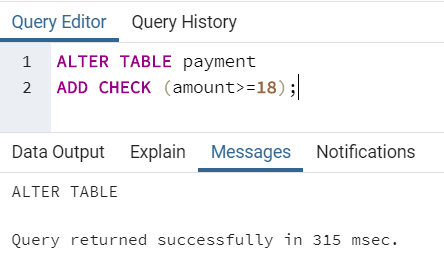 Query Editor Query History
1 ALTER TABLE payment
2 ADD CHECK (amount>=18);
Data Output Explain Messages Notifications
ALTER TABLE
Query returned successfully in 315 msec.